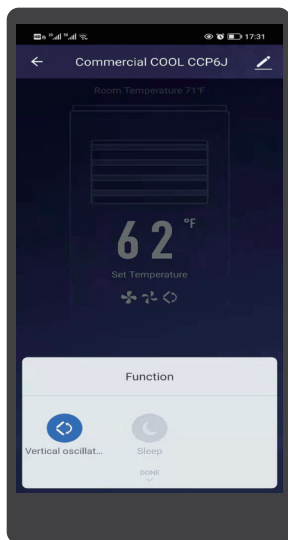 17:31
Commercial COOL CCP6J
Room Temperature 71°F
62 °F
Set Temperature
Function
Vertical oscillat...
Sleep
DONE